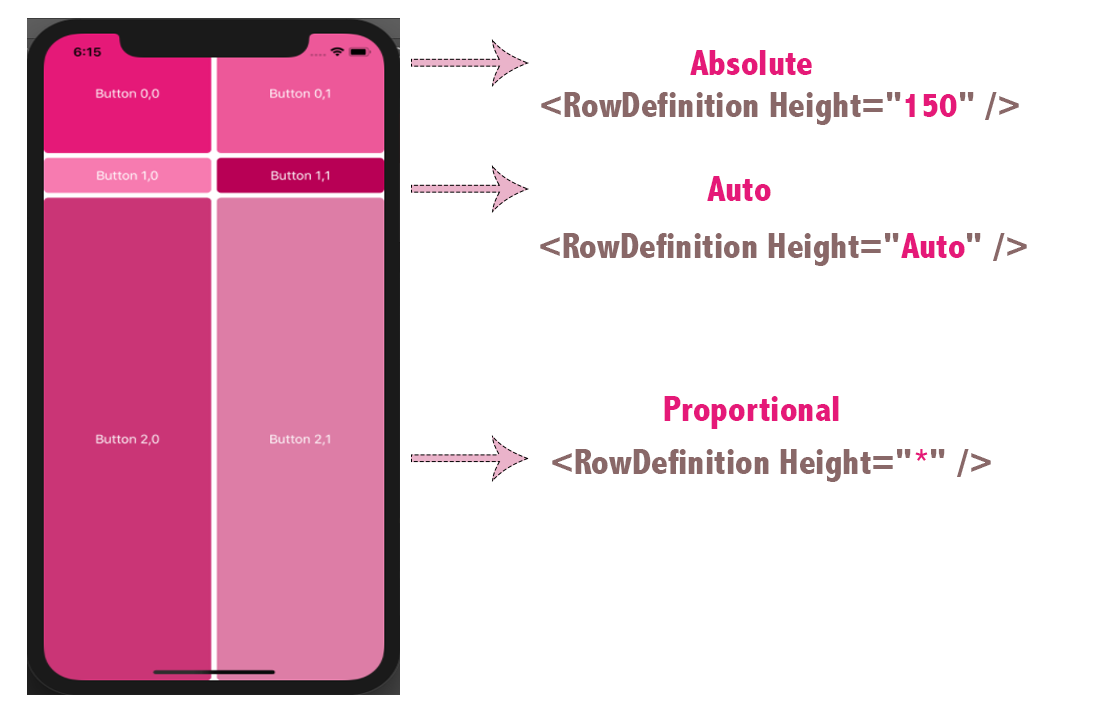 6:15
Button 0,0
Button 0,1
Button 1,0
Button 1,1
Button 2,0
Button 2,1
Absolute
<RowDefinition Height="150" />
Auto
<RowDefinition Height="Auto" />
Proportional
<RowDefinition Height="*" />